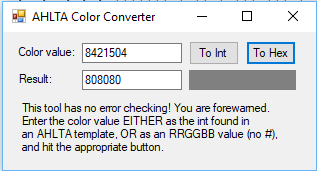 AHLTA Color Converter
Color value: 8421504 To Int To Hex
Result: 808080
This tool has no error checking! You are forewarned.
Enter the color value EITHER as the int found in
an AHLTA template, OR as an RRGGBB value (no #),
and hit the appropriate button.